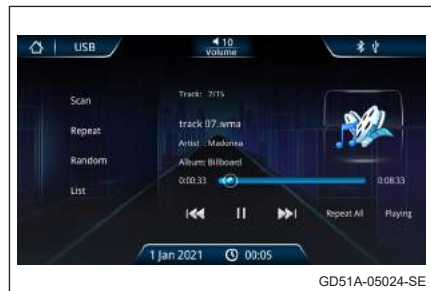 USB
10
Volume
Scan
Repeat
Random
List
Track: 7/15
track 07.wma
Artist : Madonna
Album: Billboard
0:00:33
0:08:33
Repeat All
Playing
1 Jan 2021
00:05
GD51A-05024-SE